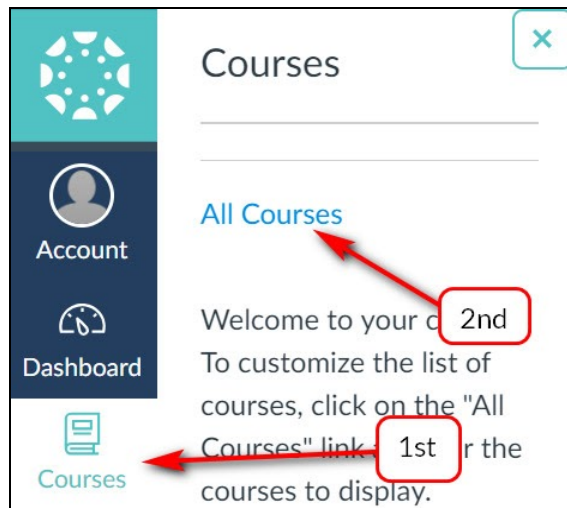 Courses
×
All Courses
Account
Dashboard
Courses
Welcome to your c
To customize the list of
courses, click on the "All
Courses" link r the
courses to display.
2nd
1st